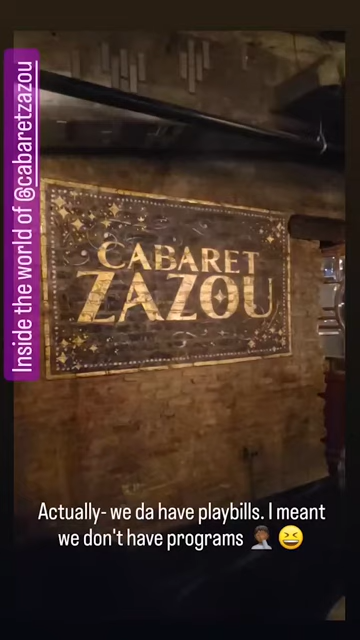 Inside the world of @cabaretzazou
CABARET
ZAZOU
Actually- we da have playbills. I meant
we don't have programs 🤦🏾‍♂️ 😆